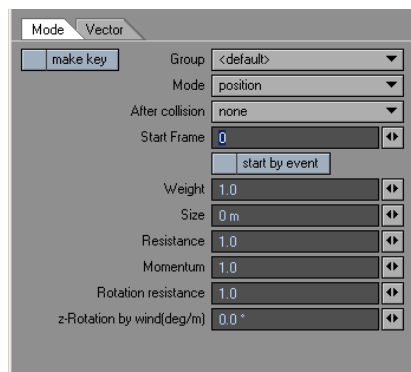 Mode Vector
make key Group <default>
Mode position
After collision none
Start Frame 0
start by event
Weight 1.0
Size 0 m
Resistance 1.0
Momentum 1.0
Rotation resistance 1.0
z-Rotation by wind(deg/m) 0.0 °